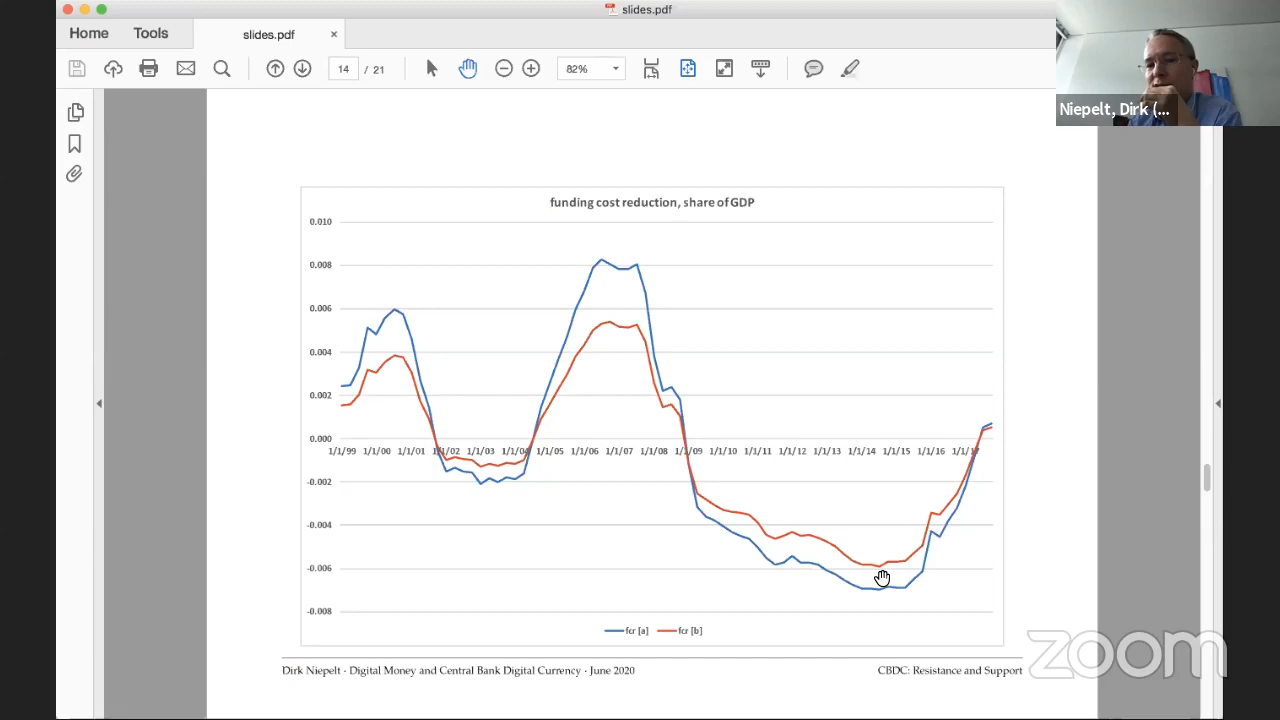 slides.pdf
Home
Tools
slides.pdf
×
14 / 21
82%
Niepelt, Dirk (...
funding cost reduction, share of GDP
0.010
0.008
0.006
0.004
0.002
0.000
1/1/99 1/1/00 1/1/01 1/1/02 1/1/03 1/1/04 1/1/05 1/1/06 1/1/07 1/1/08 1/1/09 1/1/10 1/1/11 1/1/12 1/1/13 1/1/14 1/1/15 1/1/16 1/1/17
-0.002
-0.004
-0.006
-0.008
fcr [a] fcr [b]
Dirk Niepelt · Digital Money and Central Bank Digital Currency · June 2020
CBDC: Resistance and Support
zoom